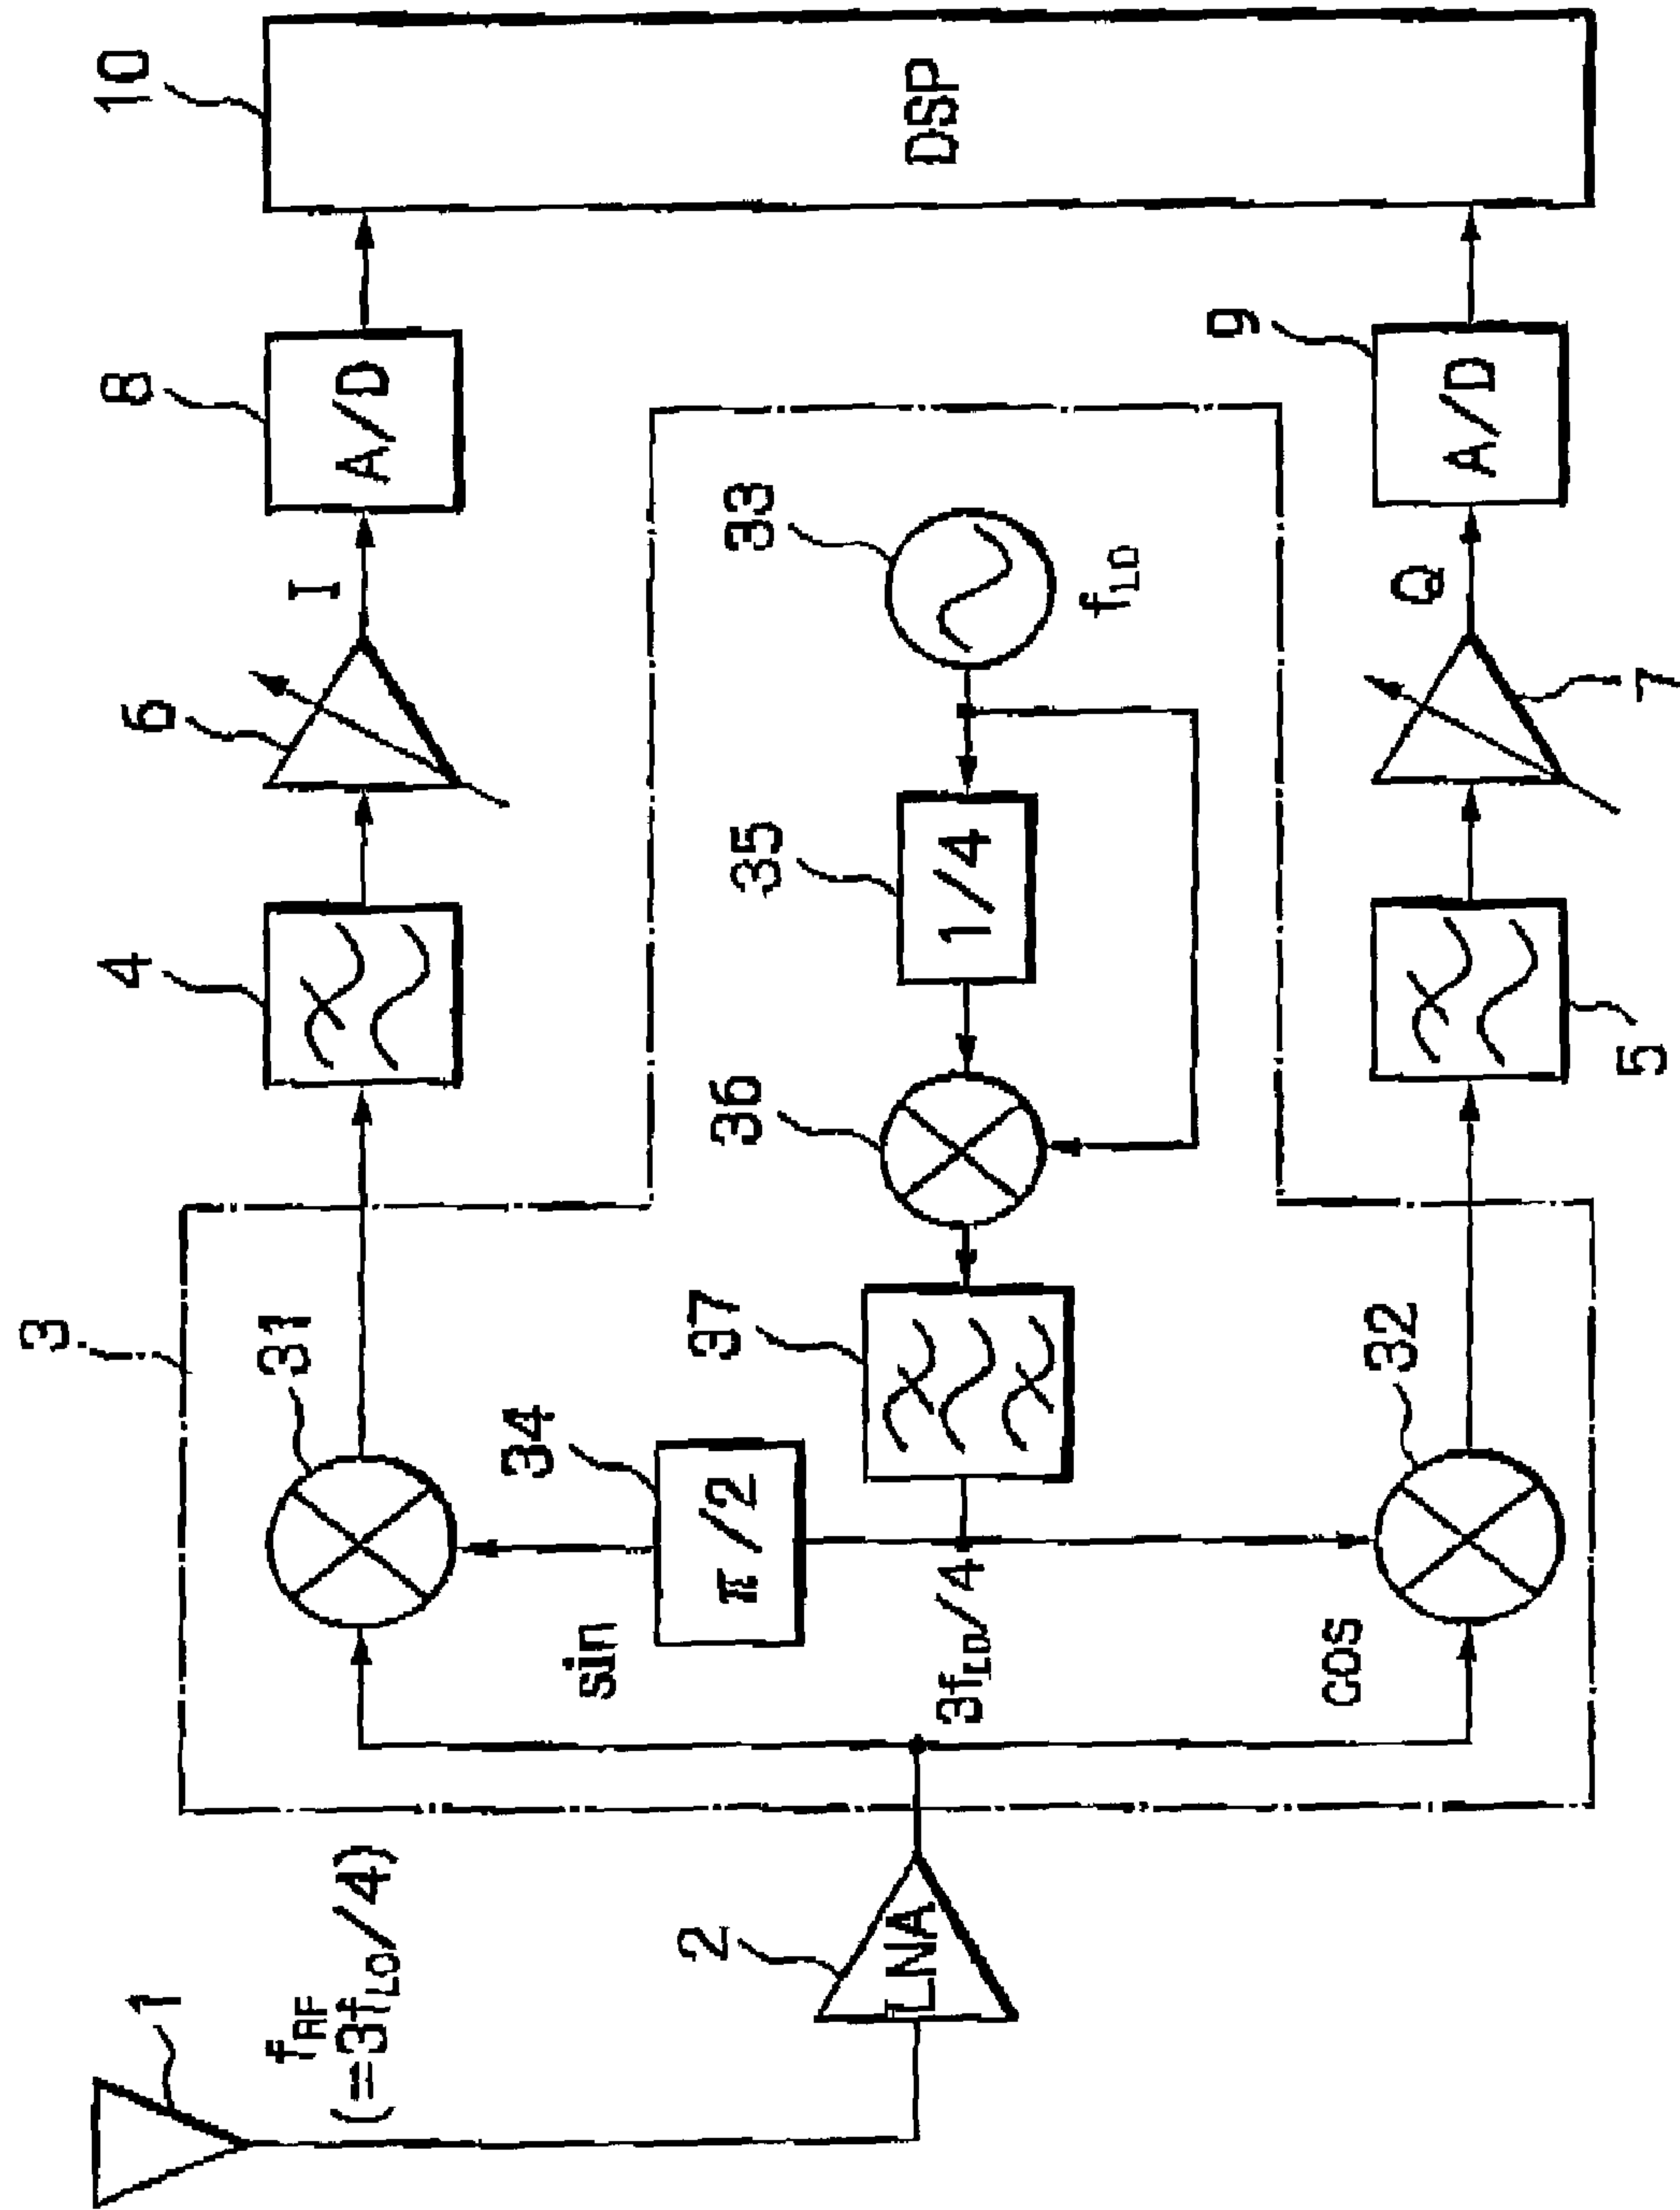 1
f_RF
(=3f_LO/4)
2
LNA
3
31
sin
34
π/2
3f_LO/4
cos
32
37
36
35
1/4
33
f_LO
4
6
I
8
A/D
5
7
Q
9
A/D
10
DSP